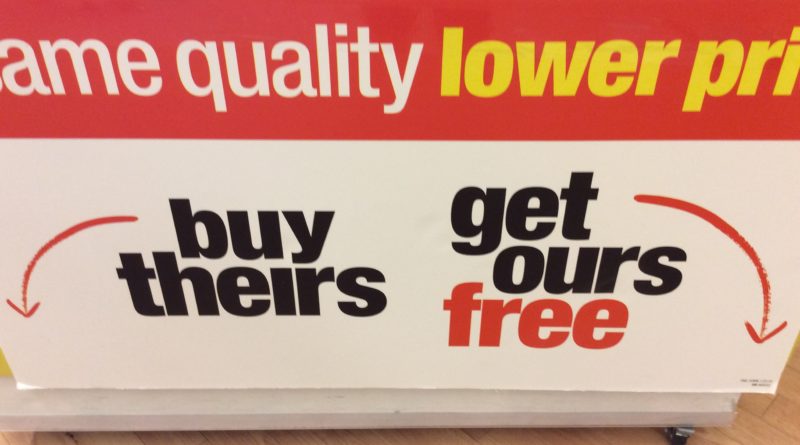 ame quality lower pri
buy
theirs
get
ours
free